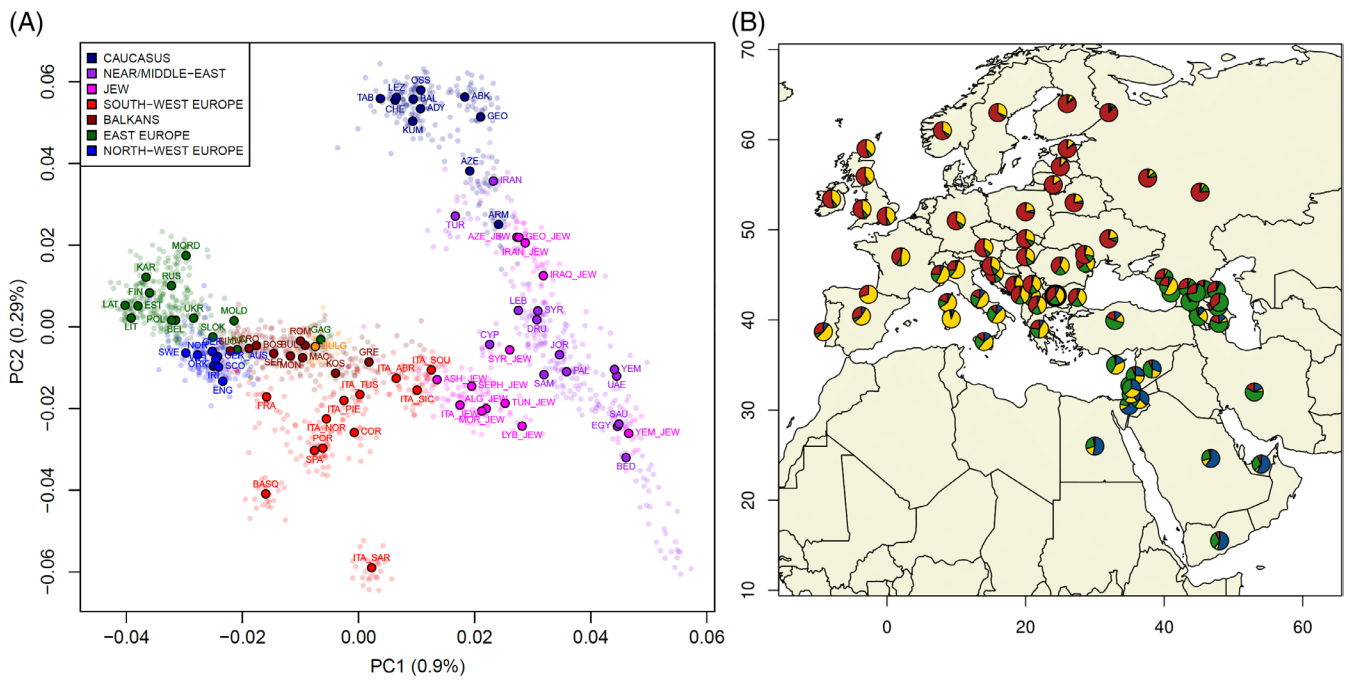 (A)
(B)
CAUCASUS
NEAR/MIDDLE−EAST
JEW
SOUTH−WEST EUROPE
BALKANS
EAST EUROPE
NORTH−WEST EUROPE
PC2 (0.29%)
0.06
0.04
0.02
0.00
−0.02
−0.04
−0.06
OSS
LEZ
TAB
BAL
ABK
CHE
ADY
GEO
KUM
AZE
IRAN
TUR
ARM
AZE_JEW
GEO_JEW
IRAN_JEW
IRAQ_JEW
MORD
KAR
RUS
FIN
LAT
EST
LIT
POL
BEL
UKR
MOLD
SLOK
LEB
SYR
DRU
CYP
SYR_JEW
JOR
SAM
PAL
YEM
UAE
SWE
NOR
ORK
GER
GER_AUS
SCO
IRI
ENG
BOS
SER
MON
ROM
BUL
MAC
GAG
BULG
KOS
GRE
ITA_SOU
ITA_ABR
ITA_SIC
ITA_TUS
ITA_PIE
ITA_NOR
FRA
COR
POR
SPA
BASQ
ITA_SAR
ASH_JEW
SEPH_JEW
ALG_JEW
TUN_JEW
ITA_JEW
MOR_JEW
LYB_JEW
SAU
EGY
YEM_JEW
BED
−0.04
−0.02
0.00
0.02
0.04
0.06
PC1 (0.9%)
70
60
50
40
30
20
10
0
20
40
60